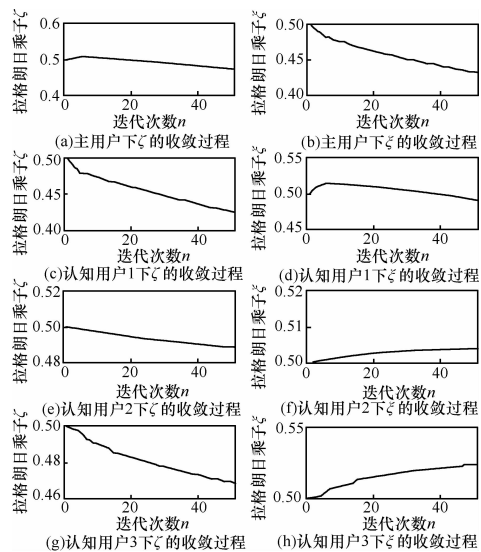 拉格朗日乘子ζ
0.6
0.5
0.4
0 20 40
迭代次数n
(a)主用户下ζ的收敛过程
拉格朗日乘子ξ
0.50
0.45
0.40
0 20 40
迭代次数n
(b)主用户下ξ的收敛过程
拉格朗日乘子ζ
0.50
0.45
0.40
0 20 40
迭代次数n
(c)认知用户1下ζ的收敛过程
拉格朗日乘子ξ
0.55
0.50
0.45
0 20 40
迭代次数n
(d)认知用户1下ξ的收敛过程
拉格朗日乘子ζ
0.52
0.50
0.48
0 20 40
迭代次数n
(e)认知用户2下ζ的收敛过程
拉格朗日乘子ξ
0.52
0.51
0.50
0 20 40
迭代次数n
(f)认知用户2下ξ的收敛过程
拉格朗日乘子ζ
0.50
0.48
0.46
0 20 40
迭代次数n
(g)认知用户3下ζ的收敛过程
拉格朗日乘子ξ
0.55
0.50
0 20 40
迭代次数n
(h)认知用户3下ξ的收敛过程